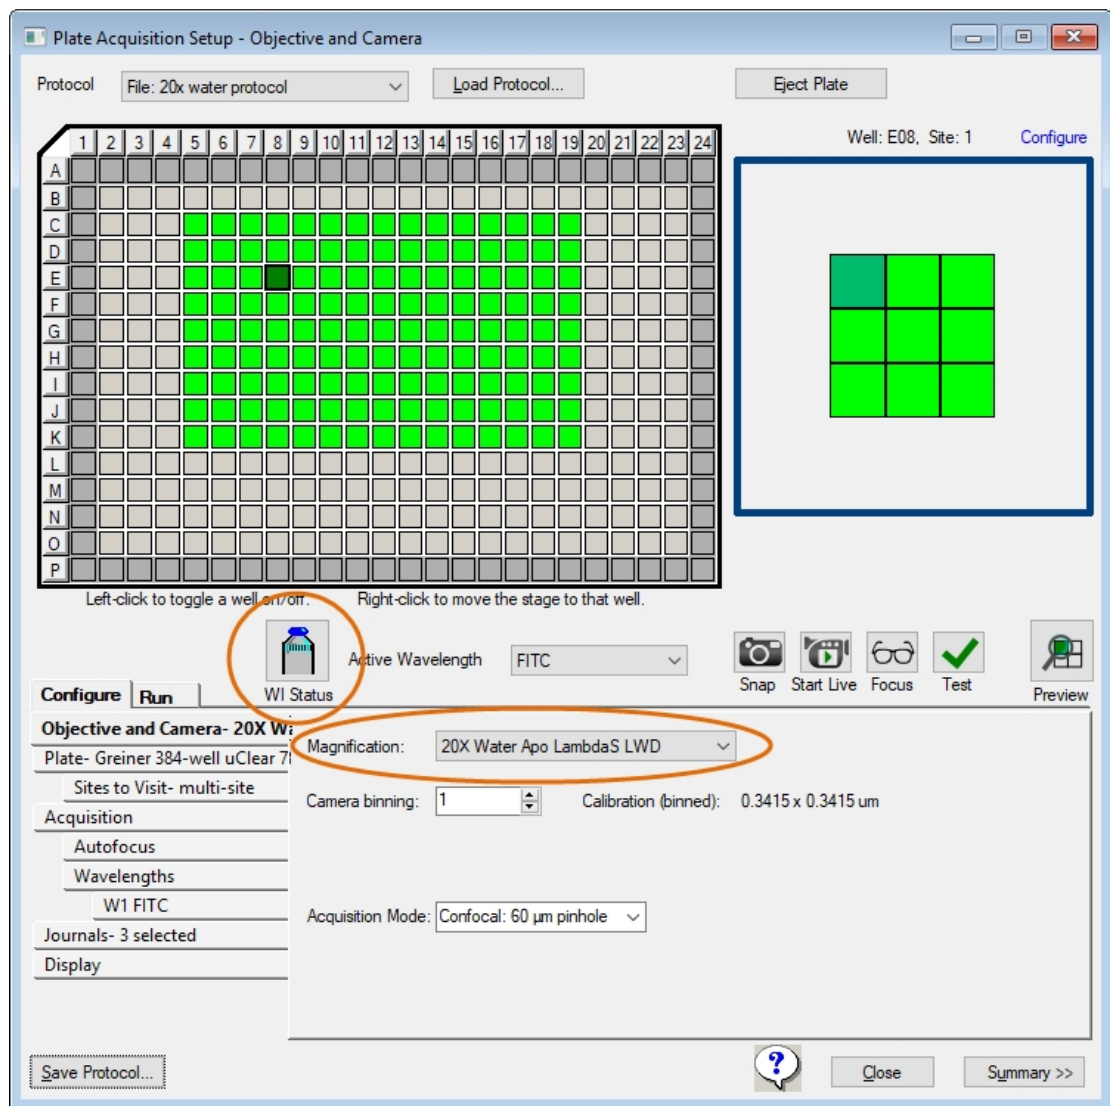 Plate Acquisition Setup - Objective and Camera
Protocol File: 20x water protocol Load Protocol... Eject Plate
Well: E08, Site: 1 Configure
1 2 3 4 5 6 7 8 9 10 11 12 13 14 15 16 17 18 19 20 21 22 23 24
A
B
C
D
E
F
G
H
I
J
K
L
M
N
O
P
Left-click to toggle a well on/off. Right-click to move the stage to that well.
WI Status
Active Wavelength FITC
Snap Start Live Focus Test Preview
Configure Run
Objective and Camera- 20X Wa
Plate- Greiner 384-well uClear 7
Sites to Visit- multi-site
Acquisition
Autofocus
Wavelengths
W1 FITC
Journals- 3 selected
Display
Magnification: 20X Water Apo LambdaS LWD
Camera binning: 1 Calibration (binned): 0.3415 x 0.3415 um
Acquisition Mode: Confocal: 60 µm pinhole
Save Protocol... ? Close Summary >>